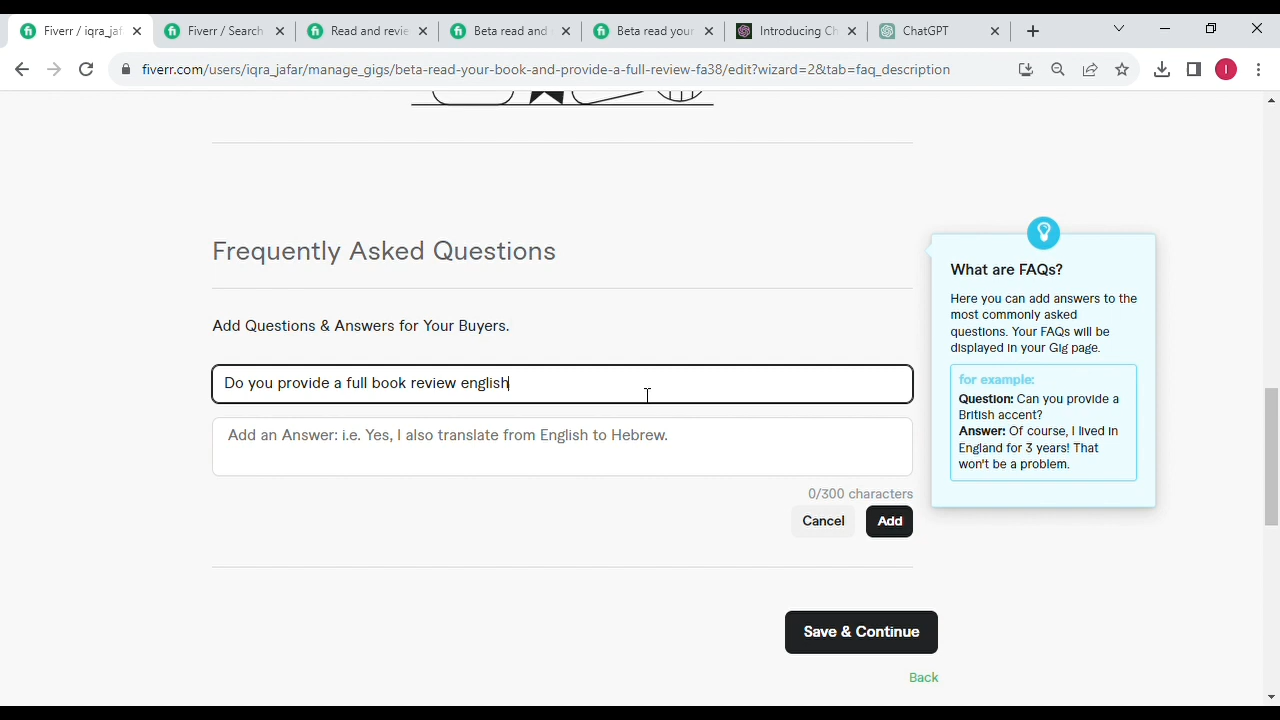 Fiverr / iqra_jaf
Fiverr / Search
Read and revie
Beta read and
Beta read your
Introducing Ch
ChatGPT
fiverr.com/users/iqra_jafar/manage_gigs/beta-read-your-book-and-provide-a-full-review-fa38/edit?wizard=2&tab=faq_description
I
Frequently Asked Questions
Add Questions & Answers for Your Buyers.
Do you provide a full book review english
Add an Answer: i.e. Yes, I also translate from English to Hebrew.
0/300 characters
Cancel
Add
Save & Continue
Back
What are FAQs?
Here you can add answers to the
most commonly asked
questions. Your FAQs will be
displayed in your Gig page.
for example:
Question: Can you provide a
British accent?
Answer: Of course, I lived in
England for 3 years! That
won't be a problem.